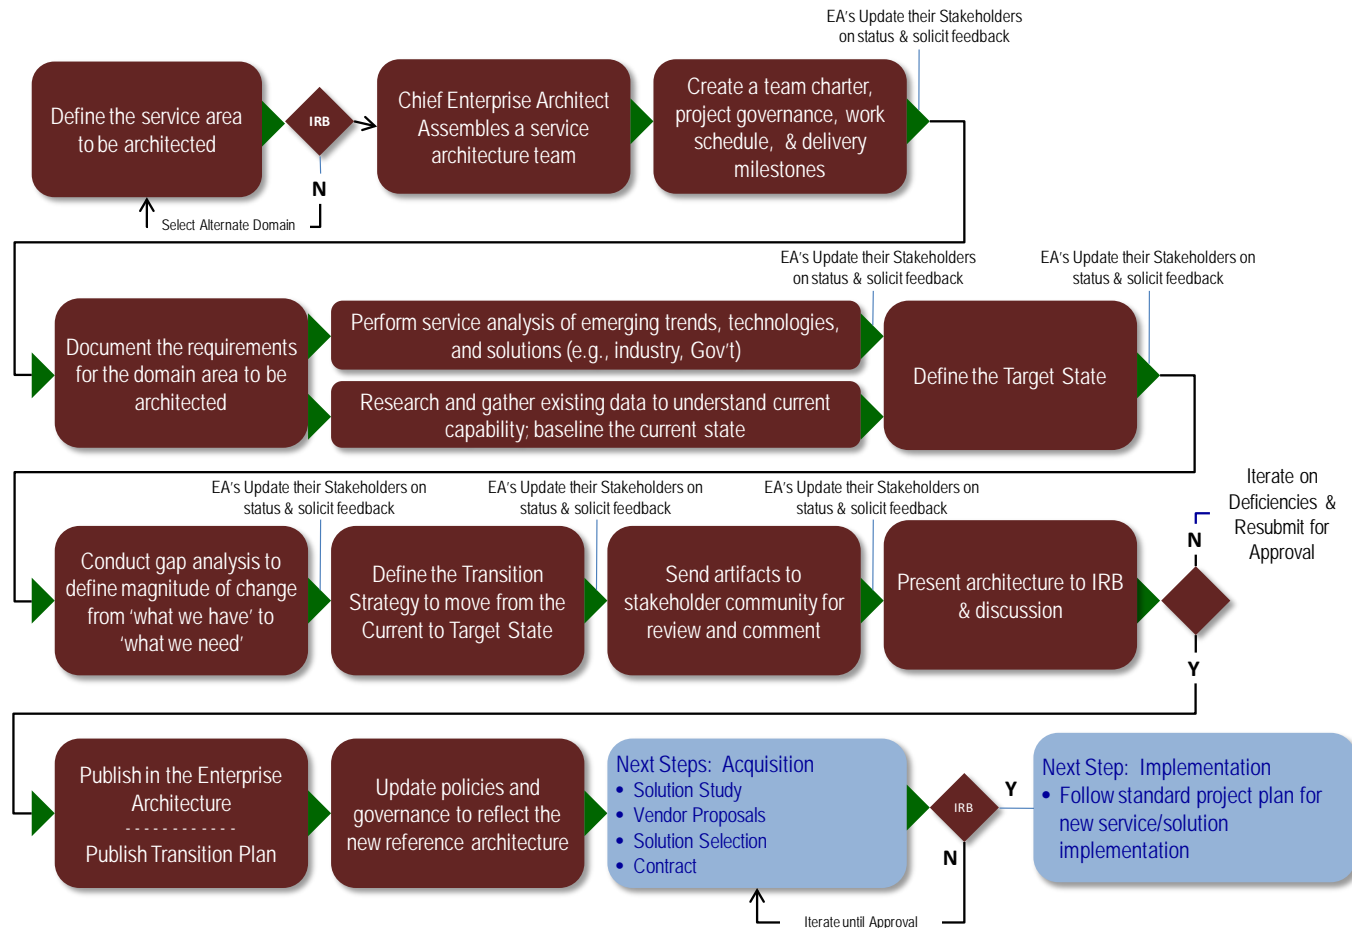 EA's Update their Stakeholders
on status & solicit feedback
Define the service area
to be architected
IRB
Chief Enterprise Architect
Assembles a service
architecture team
Create a team charter,
project governance, work
schedule, & delivery
milestones
N
Select Alternate Domain
EA's Update their Stakeholders
on status & solicit feedback
EA's Update their Stakeholders on
status & solicit feedback
Document the requirements
for the domain area to be
architected
Perform service analysis of emerging trends, technologies,
and solutions (e.g., industry, Gov't)
Research and gather existing data to understand current
capability; baseline the current state
Define the Target State
EA's Update their Stakeholders on
status & solicit feedback
EA's Update their Stakeholders on
status & solicit feedback
EA's Update their Stakeholders on
status & solicit feedback
Iterate on
Deficiencies &
Resubmit for
Approval
N
Conduct gap analysis to
define magnitude of change
from 'what we have' to
'what we need'
Define the Transition
Strategy to move from the
Current to Target State
Send artifacts to
stakeholder community for
review and comment
Present architecture to IRB
& discussion
Y
Publish in the Enterprise
Architecture
- - - - - - - - - - - -
Publish Transition Plan
Update policies and
governance to reflect the
new reference architecture
Next Steps: Acquisition
• Solution Study
• Vendor Proposals
• Solution Selection
• Contract
IRB
Y
N
Iterate until Approval
Next Step: Implementation
• Follow standard project plan for
new service/solution
implementation